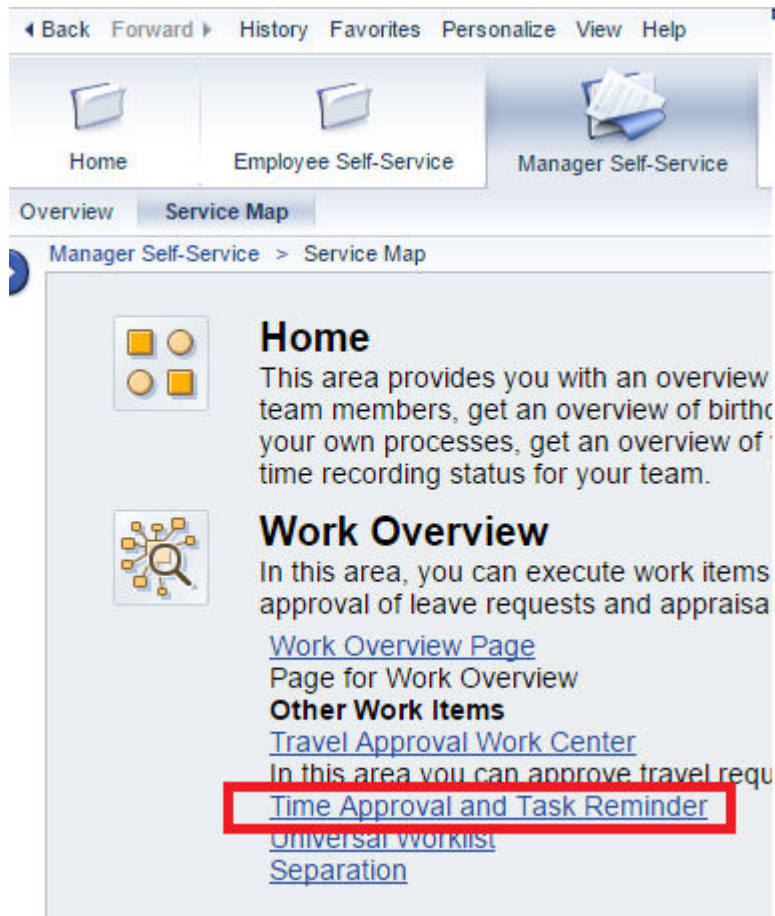 Back Forward History Favorites Personalize View Help
Home Employee Self-Service Manager Self-Service
Overview Service Map
Manager Self-Service > Service Map
Home
This area provides you with an overview
team members, get an overview of
your own processes, get an overview of
time recording status for your team.
Work Overview
In this area, you can execute work items
approval of leave requests and
Work Overview Page
Page for Work Overview
Other Work Items
Travel Approval Work Center
In this area you can approve travel
Time Approval and Task Reminder
Universal Worklist
Separation